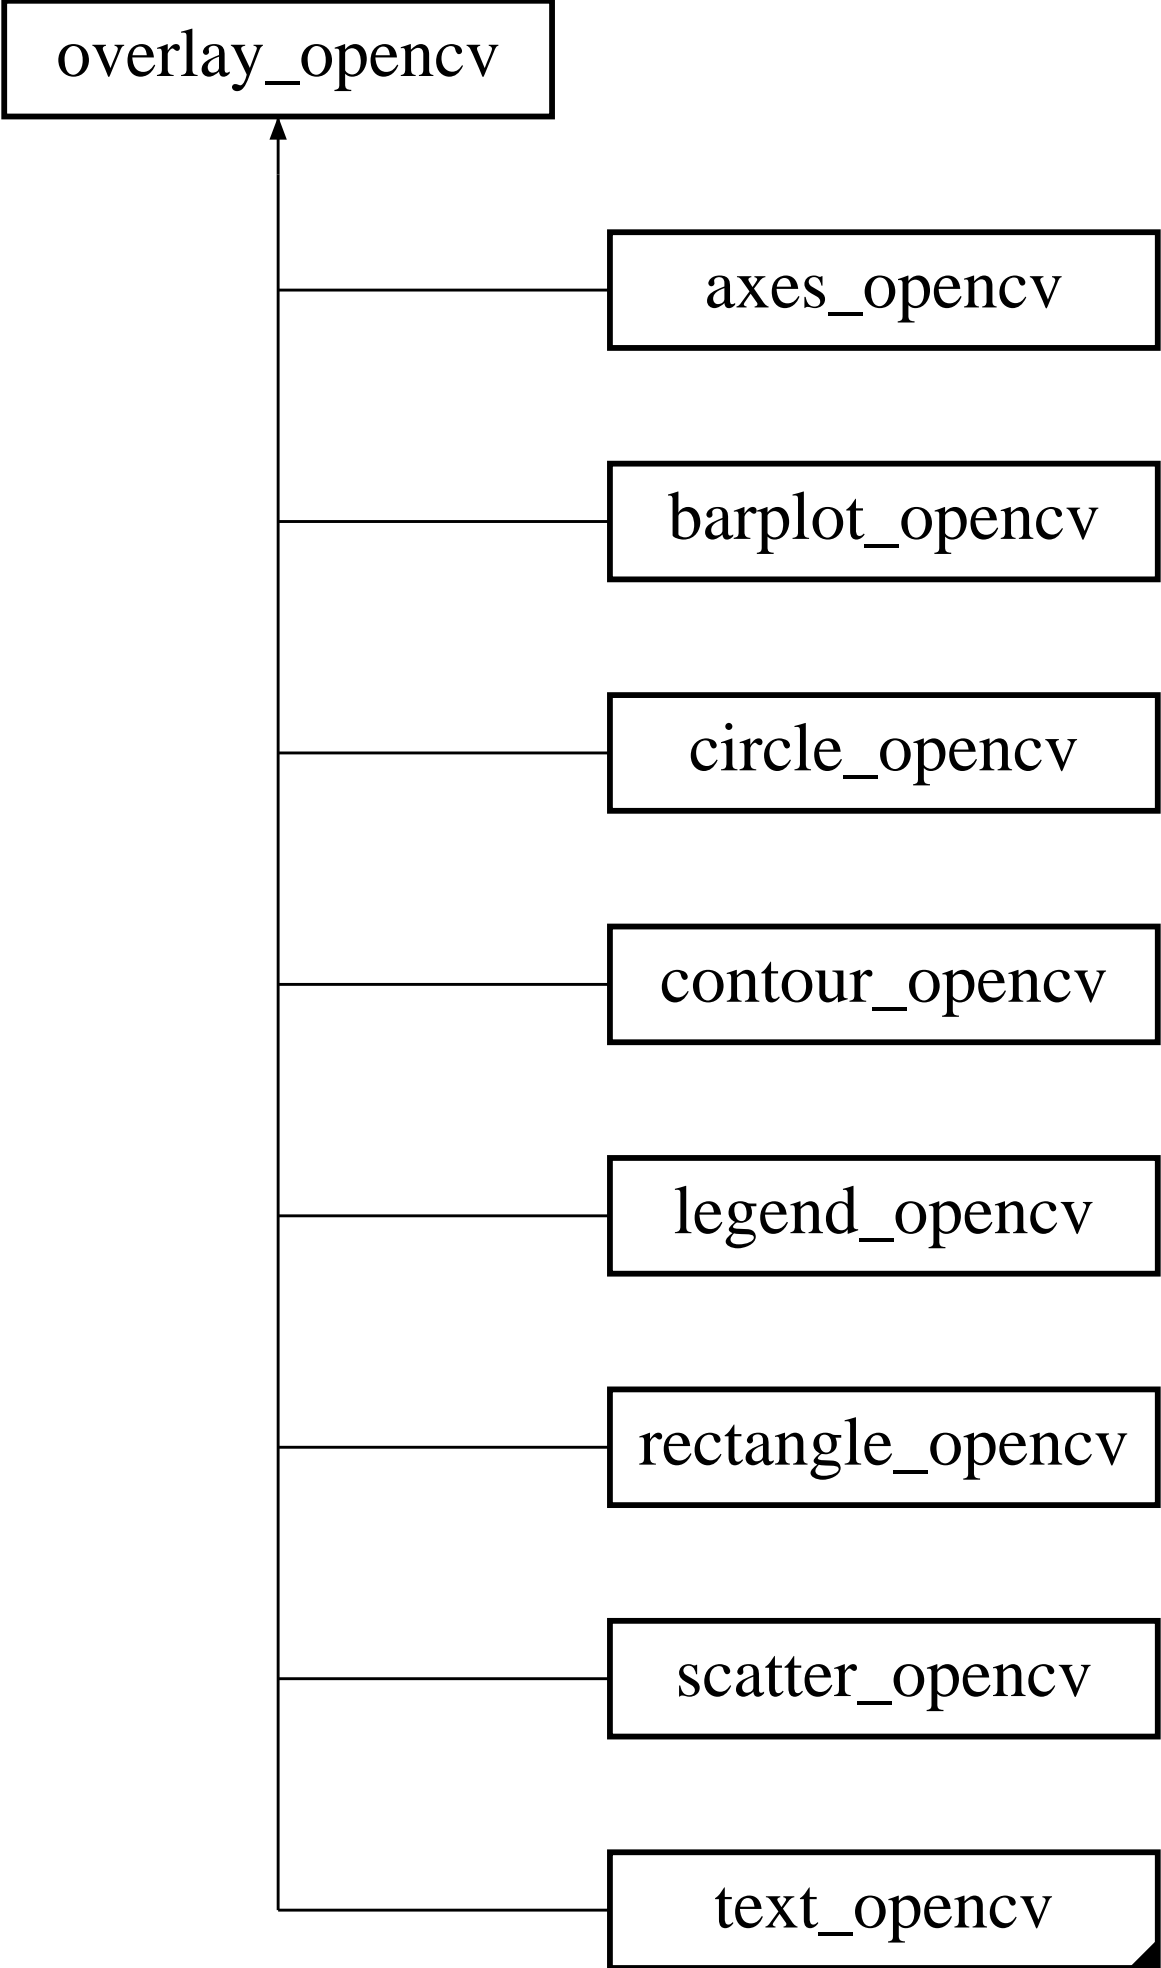 overlay_opencv
axes_opencv
barplot_opencv
circle_opencv
contour_opencv
legend_opencv
rectangle_opencv
scatter_opencv
text_opencv